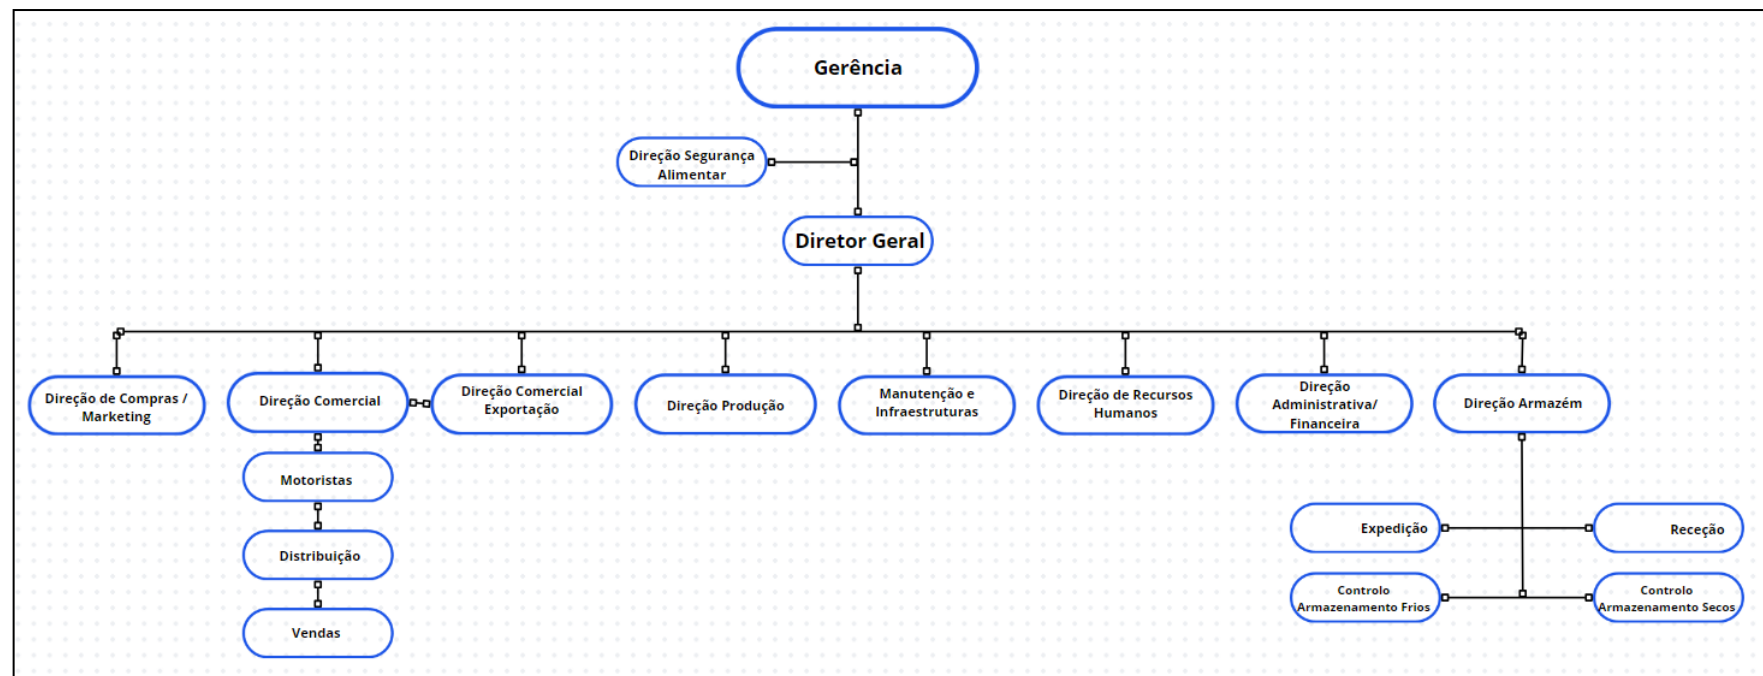 Gerência
Direção Segurança
Alimentar
Diretor Geral
Direção de Compras /
Marketing
Direção Comercial
Direção Comercial
Exportação
Direção Produção
Manutenção e
Infraestruturas
Direção de Recursos
Humanos
Direção
Administrativa/
Financeira
Direção Armazém
Motoristas
Distribuição
Vendas
Expedição
Receção
Controlo
Armazenamento Frios
Controlo
Armazenamento Secos